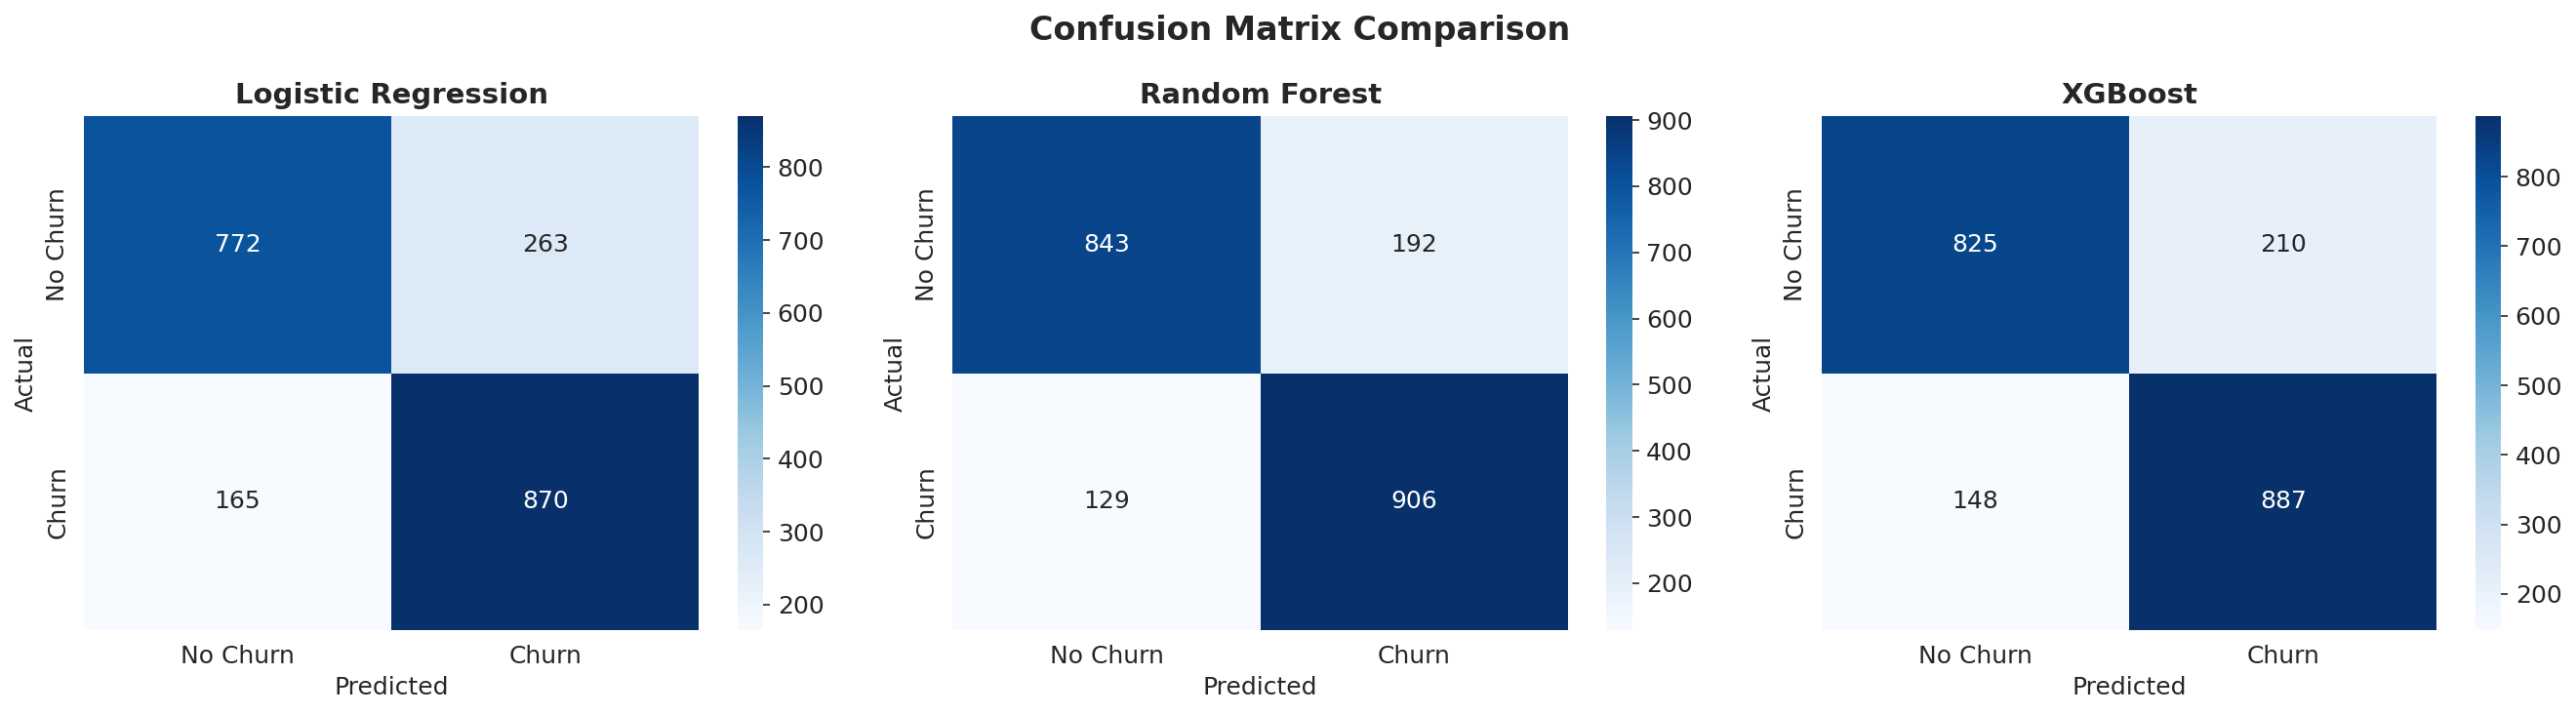 Confusion Matrix Comparison
Logistic Regression
Actual
No Churn
Churn
772
263
165
870
No Churn
Churn
Predicted
800
700
600
500
400
300
200
Random Forest
Actual
No Churn
Churn
843
192
129
906
No Churn
Churn
Predicted
900
800
700
600
500
400
300
200
XGBoost
Actual
No Churn
Churn
825
210
148
887
No Churn
Churn
Predicted
800
700
600
500
400
300
200